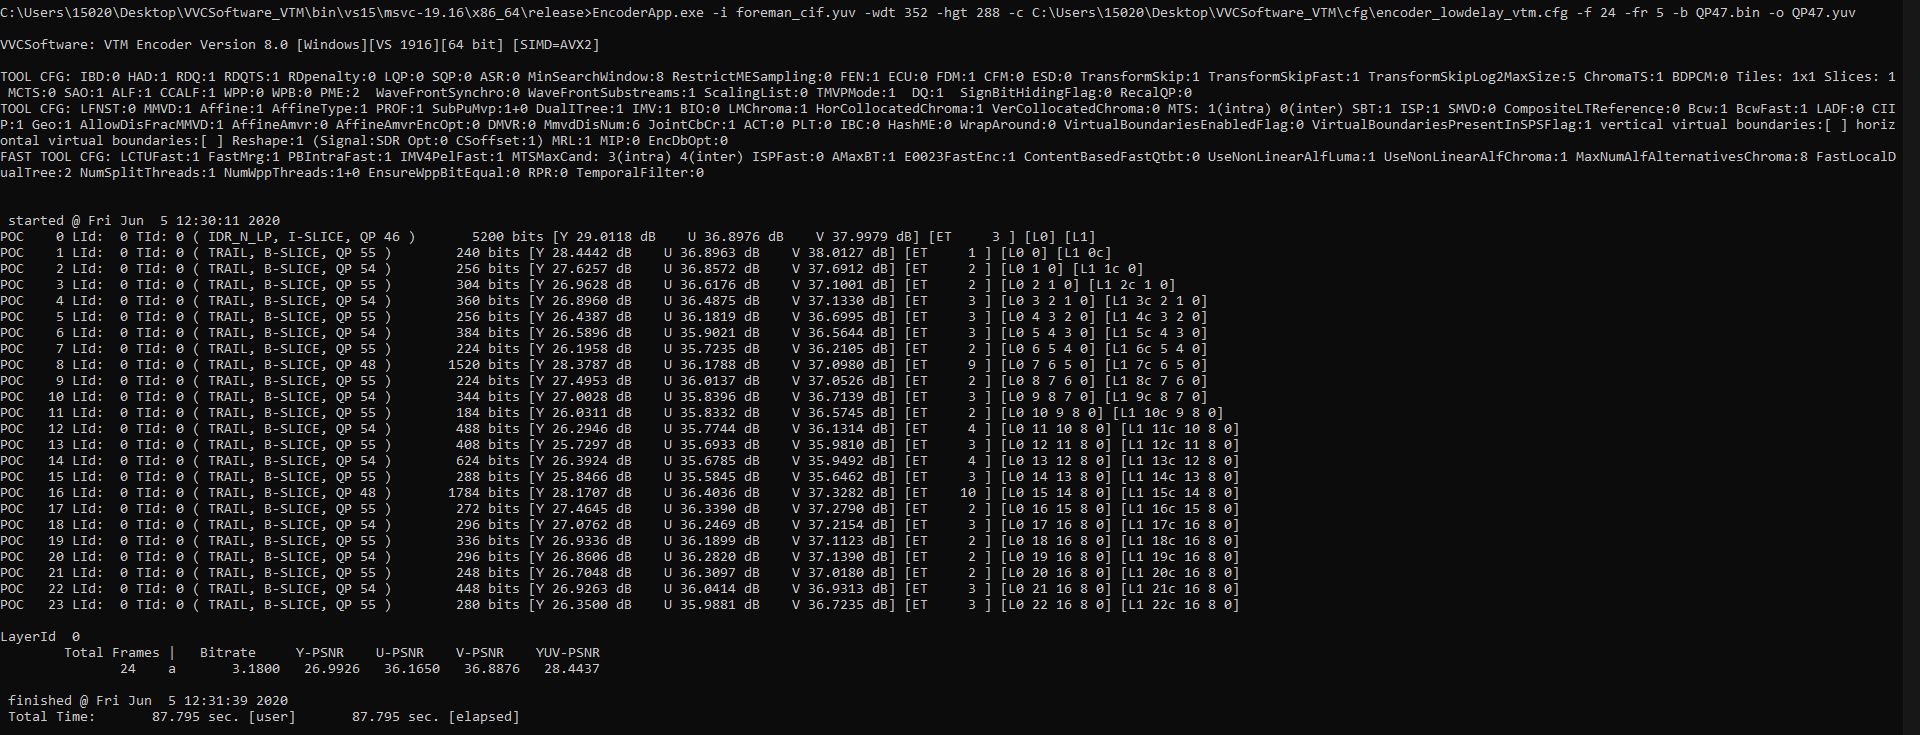 C:\Users\15020\Desktop\VVCSoftware_VTM\bin\vs15\msvc-19.16\x86_64\release>EncoderApp.exe -i foreman_cif.yuv -wdt 352 -hgt 288 -c C:\Users\15020\Desktop\VVCSoftware_VTM\cfg\encoder_lowdelay_vtm.cfg -f 24 -fr 5 -b QP47.bin -o QP47.yuv
VVCSoftware: VTM Encoder Version 8.0 [Windows][VS 1916][64 bit] [SIMD=AVX2]
TOOL CFG: IBD:0 HAD:1 RDQ:1 RDQTS:1 RDpenalty:0 LQP:0 SQP:0 ASR:0 MinSearchWindow:8 RestrictMESampling:0 FEN:1 ECU:0 FDM:1 CFM:0 ESD:0 TransformSkip:1 TransformSkipFast:1 TransformSkipLog2MaxSize:5 ChromaTS:1 BDPCM:0 Tiles: 1x1 Slices: 1
 MCTS:0 SAO:1 ALF:1 CCALF:1 WPP:0 WPB:0 PME:2  WaveFrontSynchro:0 WaveFrontSubstreams:1 ScalingList:0 TMVPMode:1  DQ:1  SignBitHidingFlag:0 RecalQP:0
TOOL CFG: LFNST:0 MMVD:1 Affine:1 AffineType:1 PROF:1 SubPuMvp:1+0 DualITree:1 IMV:1 BIO:0 LMChroma:1 HorCollocatedChroma:1 VerCollocatedChroma:0 MTS: 1(intra) 0(inter) SBT:1 ISP:1 SMVD:0 CompositeLTReference:0 Bcw:1 BcwFast:1 LADF:0 CII
P:1 Geo:1 AllowDisFracMMVD:1 AffineAmvr:0 AffineAmvrEncOpt:0 DMVR:0 MmvdDisNum:6 JointCbCr:1 ACT:0 PLT:0 IBC:0 HashME:0 WrapAround:0 VirtualBoundariesEnabledFlag:0 VirtualBoundariesPresentInSPSFlag:1 vertical virtual boundaries:[ ] horiz
ontal virtual boundaries:[ ] Reshape:1 (Signal:SDR Opt:0 CSoffset:1) MRL:1 MIP:0 EncDbOpt:0
FAST TOOL CFG: LCTUFast:1 FastMrg:1 PBIntraFast:1 IMV4PelFast:1 MTSMaxCand: 3(intra) 4(inter) ISPFast:0 AMaxBT:1 E0023FastEnc:1 ContentBasedFastQtbt:0 UseNonLinearAlfLuma:1 UseNonLinearAlfChroma:1 MaxNumAlfAlternativesChroma:8 FastLocalD
ualTree:2 NumSplitThreads:1 NumWppThreads:1+0 EnsureWppBitEqual:0 RPR:0 TemporalFilter:0
 started @ Fri Jun  5 12:30:11 2020
POC    0 LId:  0 TId: 0 ( IDR_N_LP, I-SLICE, QP 46 )       5200 bits [Y 29.0118 dB    U 36.8976 dB    V 37.9979 dB] [ET     3 ] [L0] [L1]
POC    1 LId:  0 TId: 0 ( TRAIL, B-SLICE, QP 55 )        240 bits [Y 28.4442 dB    U 36.8963 dB    V 38.0127 dB] [ET     1 ] [L0 0] [L1 0c]
POC    2 LId:  0 TId: 0 ( TRAIL, B-SLICE, QP 54 )        256 bits [Y 27.6257 dB    U 36.8572 dB    V 37.6912 dB] [ET     2 ] [L0 1 0] [L1 1c 0]
POC    3 LId:  0 TId: 0 ( TRAIL, B-SLICE, QP 55 )        304 bits [Y 26.9628 dB    U 36.6176 dB    V 37.1001 dB] [ET     2 ] [L0 2 1 0] [L1 2c 1 0]
POC    4 LId:  0 TId: 0 ( TRAIL, B-SLICE, QP 54 )        360 bits [Y 26.8960 dB    U 36.4875 dB    V 37.1330 dB] [ET     3 ] [L0 3 2 1 0] [L1 3c 2 1 0]
POC    5 LId:  0 TId: 0 ( TRAIL, B-SLICE, QP 55 )        256 bits [Y 26.4387 dB    U 36.1819 dB    V 36.6995 dB] [ET     3 ] [L0 4 3 2 0] [L1 4c 3 2 0]
POC    6 LId:  0 TId: 0 ( TRAIL, B-SLICE, QP 54 )        384 bits [Y 26.5896 dB    U 35.9021 dB    V 36.5644 dB] [ET     3 ] [L0 5 4 3 0] [L1 5c 4 3 0]
POC    7 LId:  0 TId: 0 ( TRAIL, B-SLICE, QP 55 )        224 bits [Y 26.1958 dB    U 35.7235 dB    V 36.2105 dB] [ET     2 ] [L0 6 5 4 0] [L1 6c 5 4 0]
POC    8 LId:  0 TId: 0 ( TRAIL, B-SLICE, QP 48 )       1520 bits [Y 28.3787 dB    U 36.1788 dB    V 37.0980 dB] [ET     9 ] [L0 7 6 5 0] [L1 7c 6 5 0]
POC    9 LId:  0 TId: 0 ( TRAIL, B-SLICE, QP 55 )        224 bits [Y 27.4953 dB    U 36.0137 dB    V 37.0526 dB] [ET     2 ] [L0 8 7 6 0] [L1 8c 7 6 0]
POC   10 LId:  0 TId: 0 ( TRAIL, B-SLICE, QP 54 )        344 bits [Y 27.0028 dB    U 35.8396 dB    V 36.7139 dB] [ET     3 ] [L0 9 8 7 0] [L1 9c 8 7 0]
POC   11 LId:  0 TId: 0 ( TRAIL, B-SLICE, QP 55 )        184 bits [Y 26.0311 dB    U 35.8332 dB    V 36.5745 dB] [ET     2 ] [L0 10 9 8 0] [L1 10c 9 8 0]
POC   12 LId:  0 TId: 0 ( TRAIL, B-SLICE, QP 54 )        488 bits [Y 26.2946 dB    U 35.7744 dB    V 36.1314 dB] [ET     4 ] [L0 11 10 8 0] [L1 11c 10 8 0]
POC   13 LId:  0 TId: 0 ( TRAIL, B-SLICE, QP 55 )        408 bits [Y 25.7297 dB    U 35.6933 dB    V 35.9810 dB] [ET     3 ] [L0 12 11 8 0] [L1 12c 11 8 0]
POC   14 LId:  0 TId: 0 ( TRAIL, B-SLICE, QP 54 )        624 bits [Y 26.3924 dB    U 35.6785 dB    V 35.9492 dB] [ET     4 ] [L0 13 12 8 0] [L1 13c 12 8 0]
POC   15 LId:  0 TId: 0 ( TRAIL, B-SLICE, QP 55 )        288 bits [Y 25.8466 dB    U 35.5845 dB    V 35.6462 dB] [ET     3 ] [L0 14 13 8 0] [L1 14c 13 8 0]
POC   16 LId:  0 TId: 0 ( TRAIL, B-SLICE, QP 48 )       1784 bits [Y 28.1707 dB    U 36.4036 dB    V 37.3282 dB] [ET    10 ] [L0 15 14 8 0] [L1 15c 14 8 0]
POC   17 LId:  0 TId: 0 ( TRAIL, B-SLICE, QP 55 )        272 bits [Y 27.4645 dB    U 36.3390 dB    V 37.2790 dB] [ET     2 ] [L0 16 15 8 0] [L1 16c 15 8 0]
POC   18 LId:  0 TId: 0 ( TRAIL, B-SLICE, QP 54 )        296 bits [Y 27.0762 dB    U 36.2469 dB    V 37.2154 dB] [ET     3 ] [L0 17 16 8 0] [L1 17c 16 8 0]
POC   19 LId:  0 TId: 0 ( TRAIL, B-SLICE, QP 55 )        336 bits [Y 26.9336 dB    U 36.1899 dB    V 37.1123 dB] [ET     2 ] [L0 18 16 8 0] [L1 18c 16 8 0]
POC   20 LId:  0 TId: 0 ( TRAIL, B-SLICE, QP 54 )        296 bits [Y 26.8606 dB    U 36.2820 dB    V 37.1390 dB] [ET     2 ] [L0 19 16 8 0] [L1 19c 16 8 0]
POC   21 LId:  0 TId: 0 ( TRAIL, B-SLICE, QP 55 )        248 bits [Y 26.7048 dB    U 36.3097 dB    V 37.0180 dB] [ET     2 ] [L0 20 16 8 0] [L1 20c 16 8 0]
POC   22 LId:  0 TId: 0 ( TRAIL, B-SLICE, QP 54 )        448 bits [Y 26.9263 dB    U 36.0414 dB    V 36.9313 dB] [ET     3 ] [L0 21 16 8 0] [L1 21c 16 8 0]
POC   23 LId:  0 TId: 0 ( TRAIL, B-SLICE, QP 55 )        280 bits [Y 26.3500 dB    U 35.9881 dB    V 36.7235 dB] [ET     3 ] [L0 22 16 8 0] [L1 22c 16 8 0]
LayerId  0
        Total Frames |   Bitrate     Y-PSNR    U-PSNR    V-PSNR    YUV-PSNR
               24    a       3.1800   26.9926   36.1650   36.8876   28.4437
 finished @ Fri Jun  5 12:31:39 2020
 Total Time:       87.795 sec. [user]       87.795 sec. [elapsed]